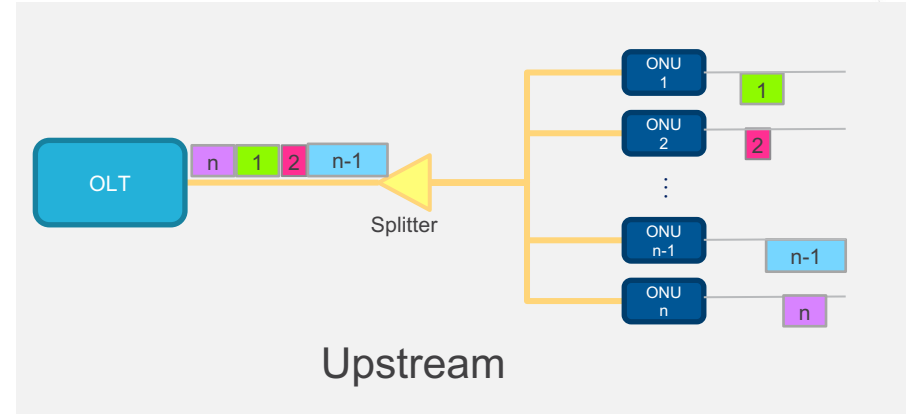 ONU
1
1
ONU
2
2
n 1 2 n-1
OLT
⋮
Splitter
ONU
n-1
n-1
ONU
n
n
Upstream